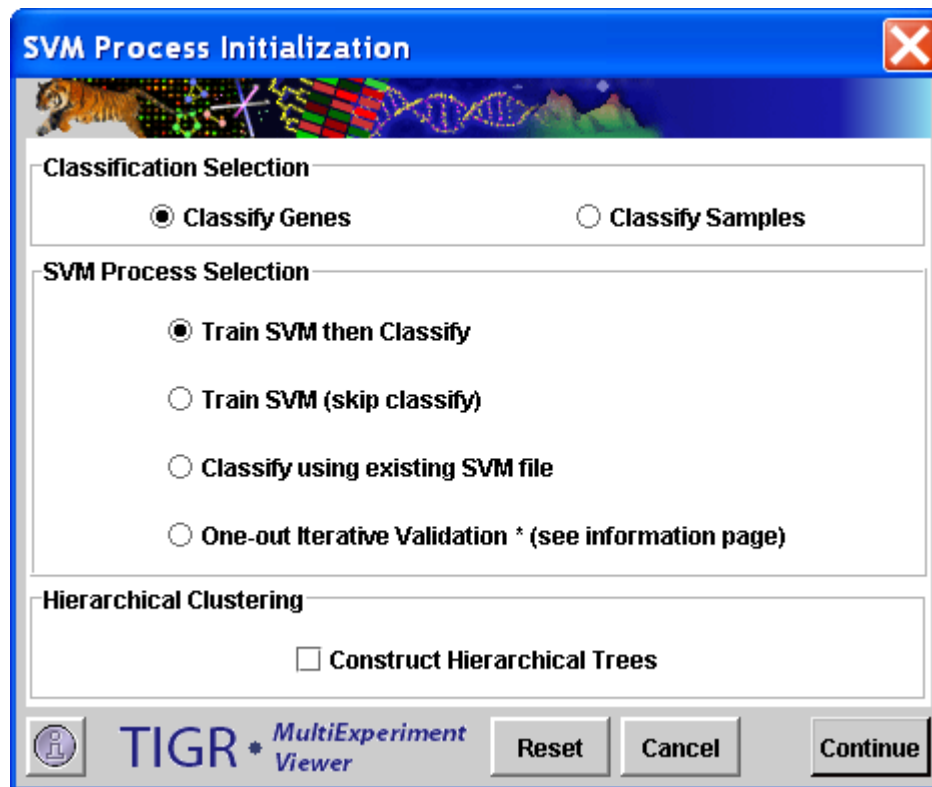 SVM Process Initialization
Classification Selection
Classify Genes
Classify Samples
SVM Process Selection
Train SVM then Classify
Train SVM (skip classify)
Classify using existing SVM file
One-out Iterative Validation * (see information page)
Hierarchical Clustering
Construct Hierarchical Trees
TIGR • MultiExperiment
Viewer
Reset
Cancel
Continue